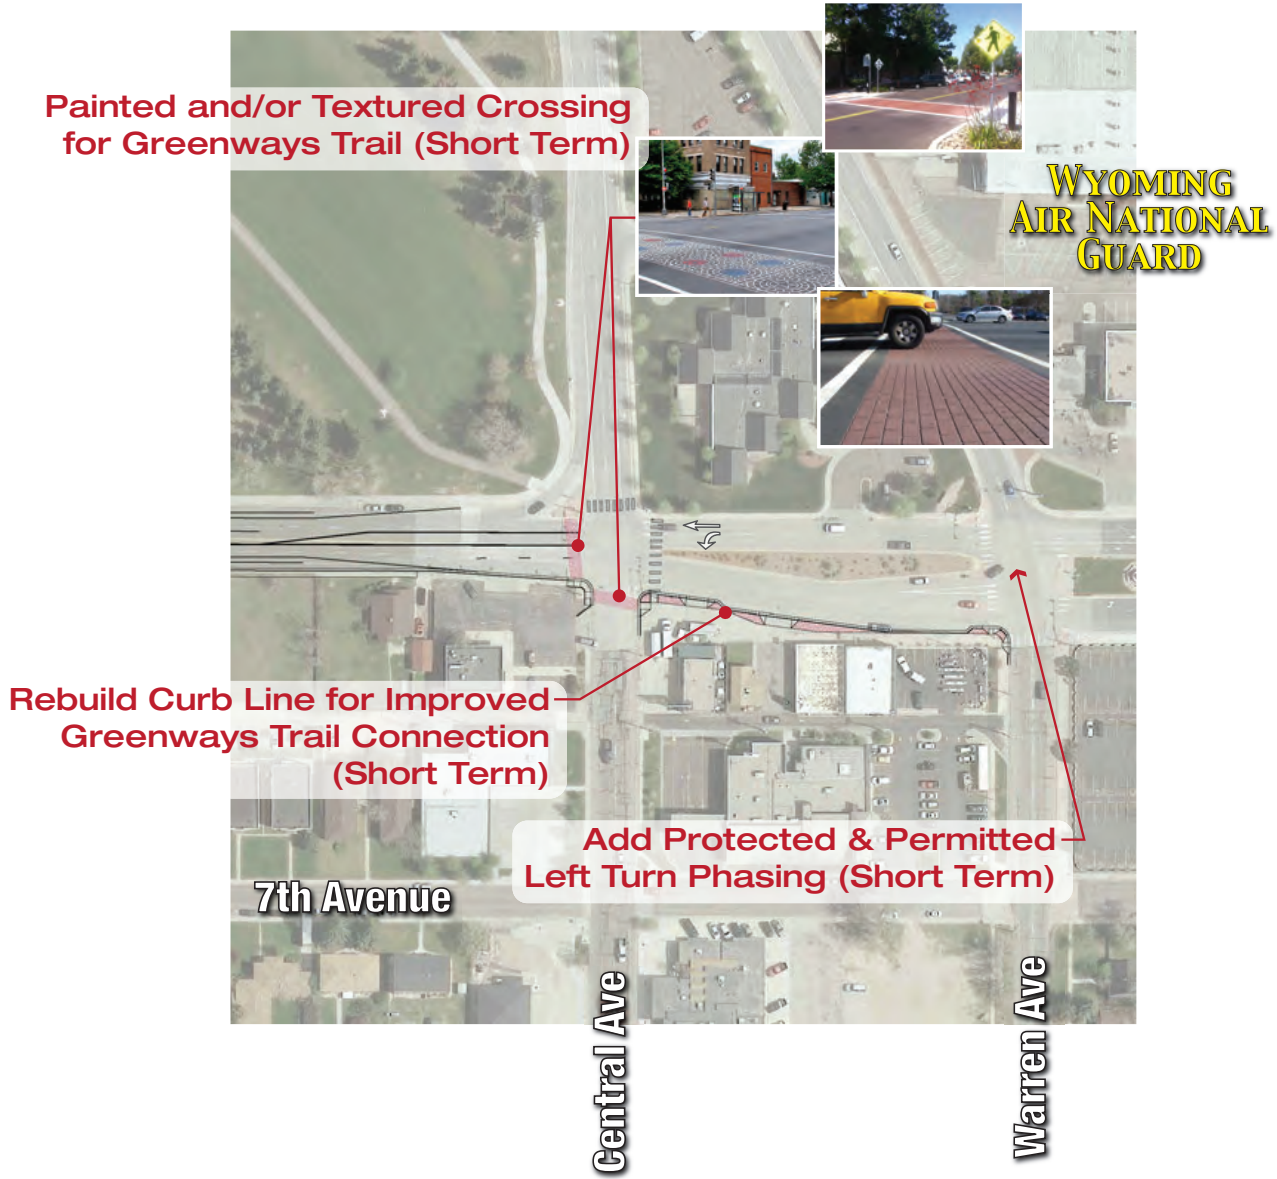 Painted and/or Textured Crossing
for Greenways Trail (Short Term)
WYOMING
AIR NATIONAL
GUARD
Rebuild Curb Line for Improved
Greenways Trail Connection
(Short Term)
Add Protected & Permitted
Left Turn Phasing (Short Term)
7th Avenue
Central Ave
Warren Ave